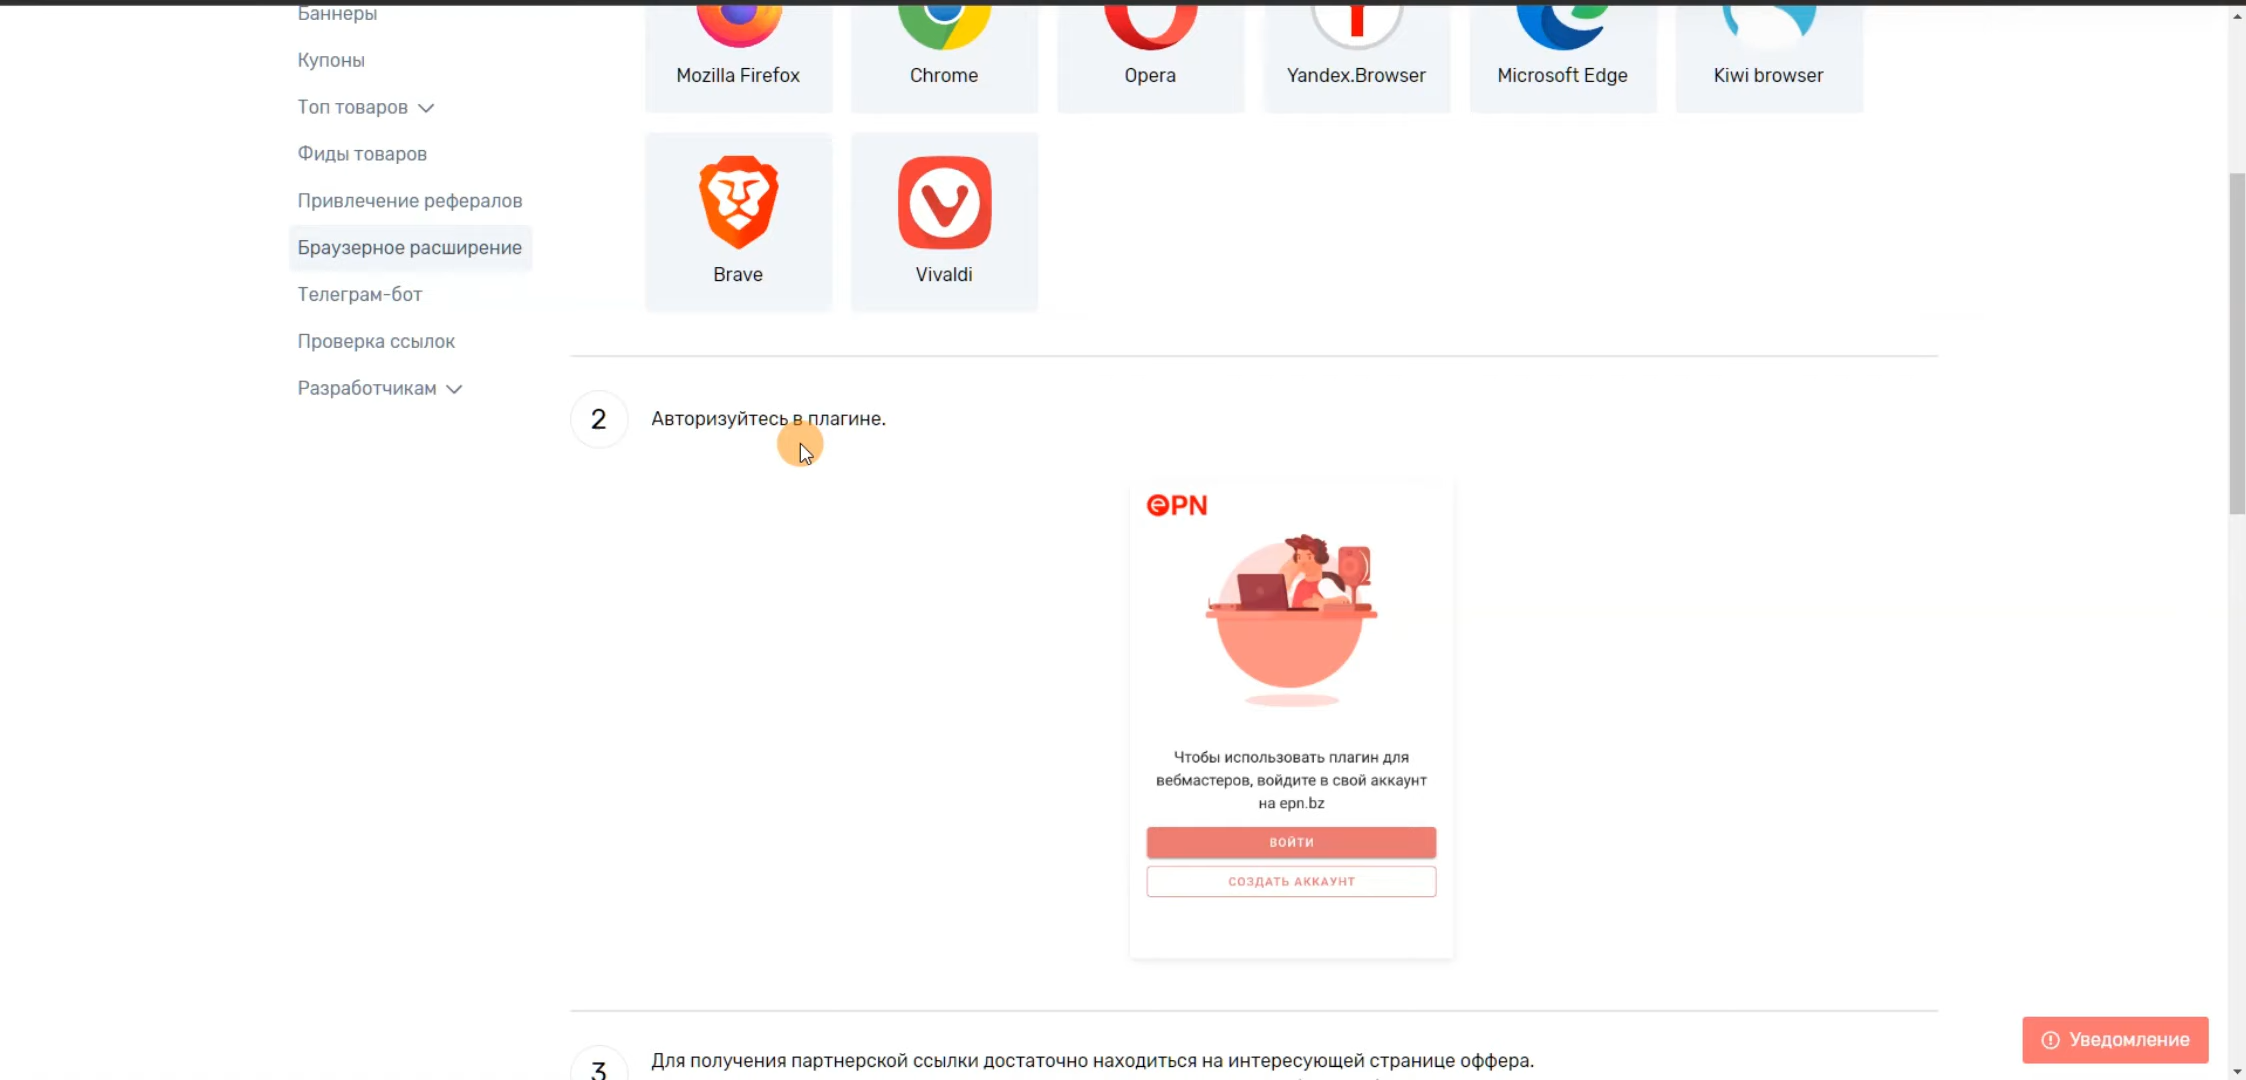 Баннеры
Купоны
Топ товаров
Фиды товаров
Привлечение рефералов
Браузерное расширение
Телеграм-бот
Проверка ссылок
Разработчикам
Mozilla Firefox
Chrome
Opera
Yandex.Browser
Microsoft Edge
Kiwi browser
Brave
Vivaldi
2
Авторизуйтесь в плагине.
ePN
Чтобы использовать плагин для
вебмастеров, войдите в свой аккаунт
на epn.bz
ВОЙТИ
СОЗДАТЬ АККАУНТ
3
Для получения партнерской ссылки достаточно находиться на интересующей странице оффера.
Уведомление